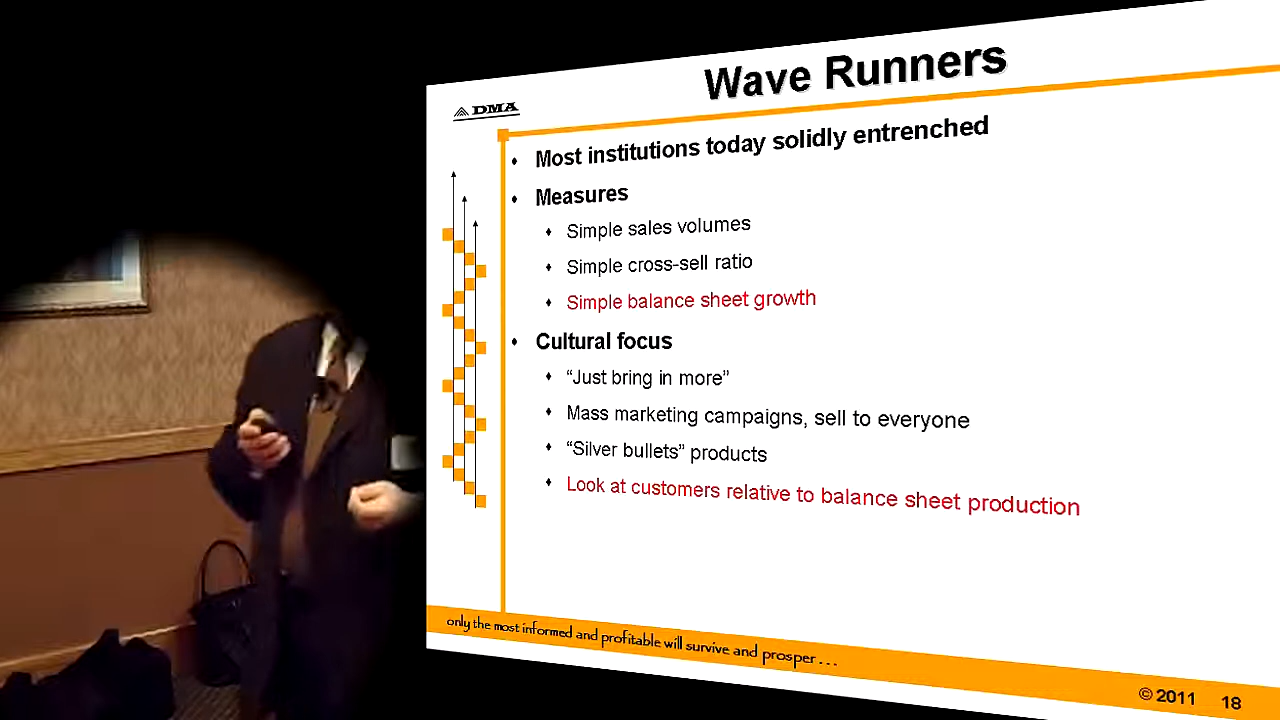 Wave Runners
DMA
Most institutions today solidly entrenched
Measures
Simple sales volumes
Simple cross-sell ratio
Simple balance sheet growth
Cultural focus
“Just bring in more”
Mass marketing campaigns, sell to everyone
“Silver bullets” products
Look at customers relative to balance sheet production
only the most informed and profitable will survive and prosper . . .
© 2011 18